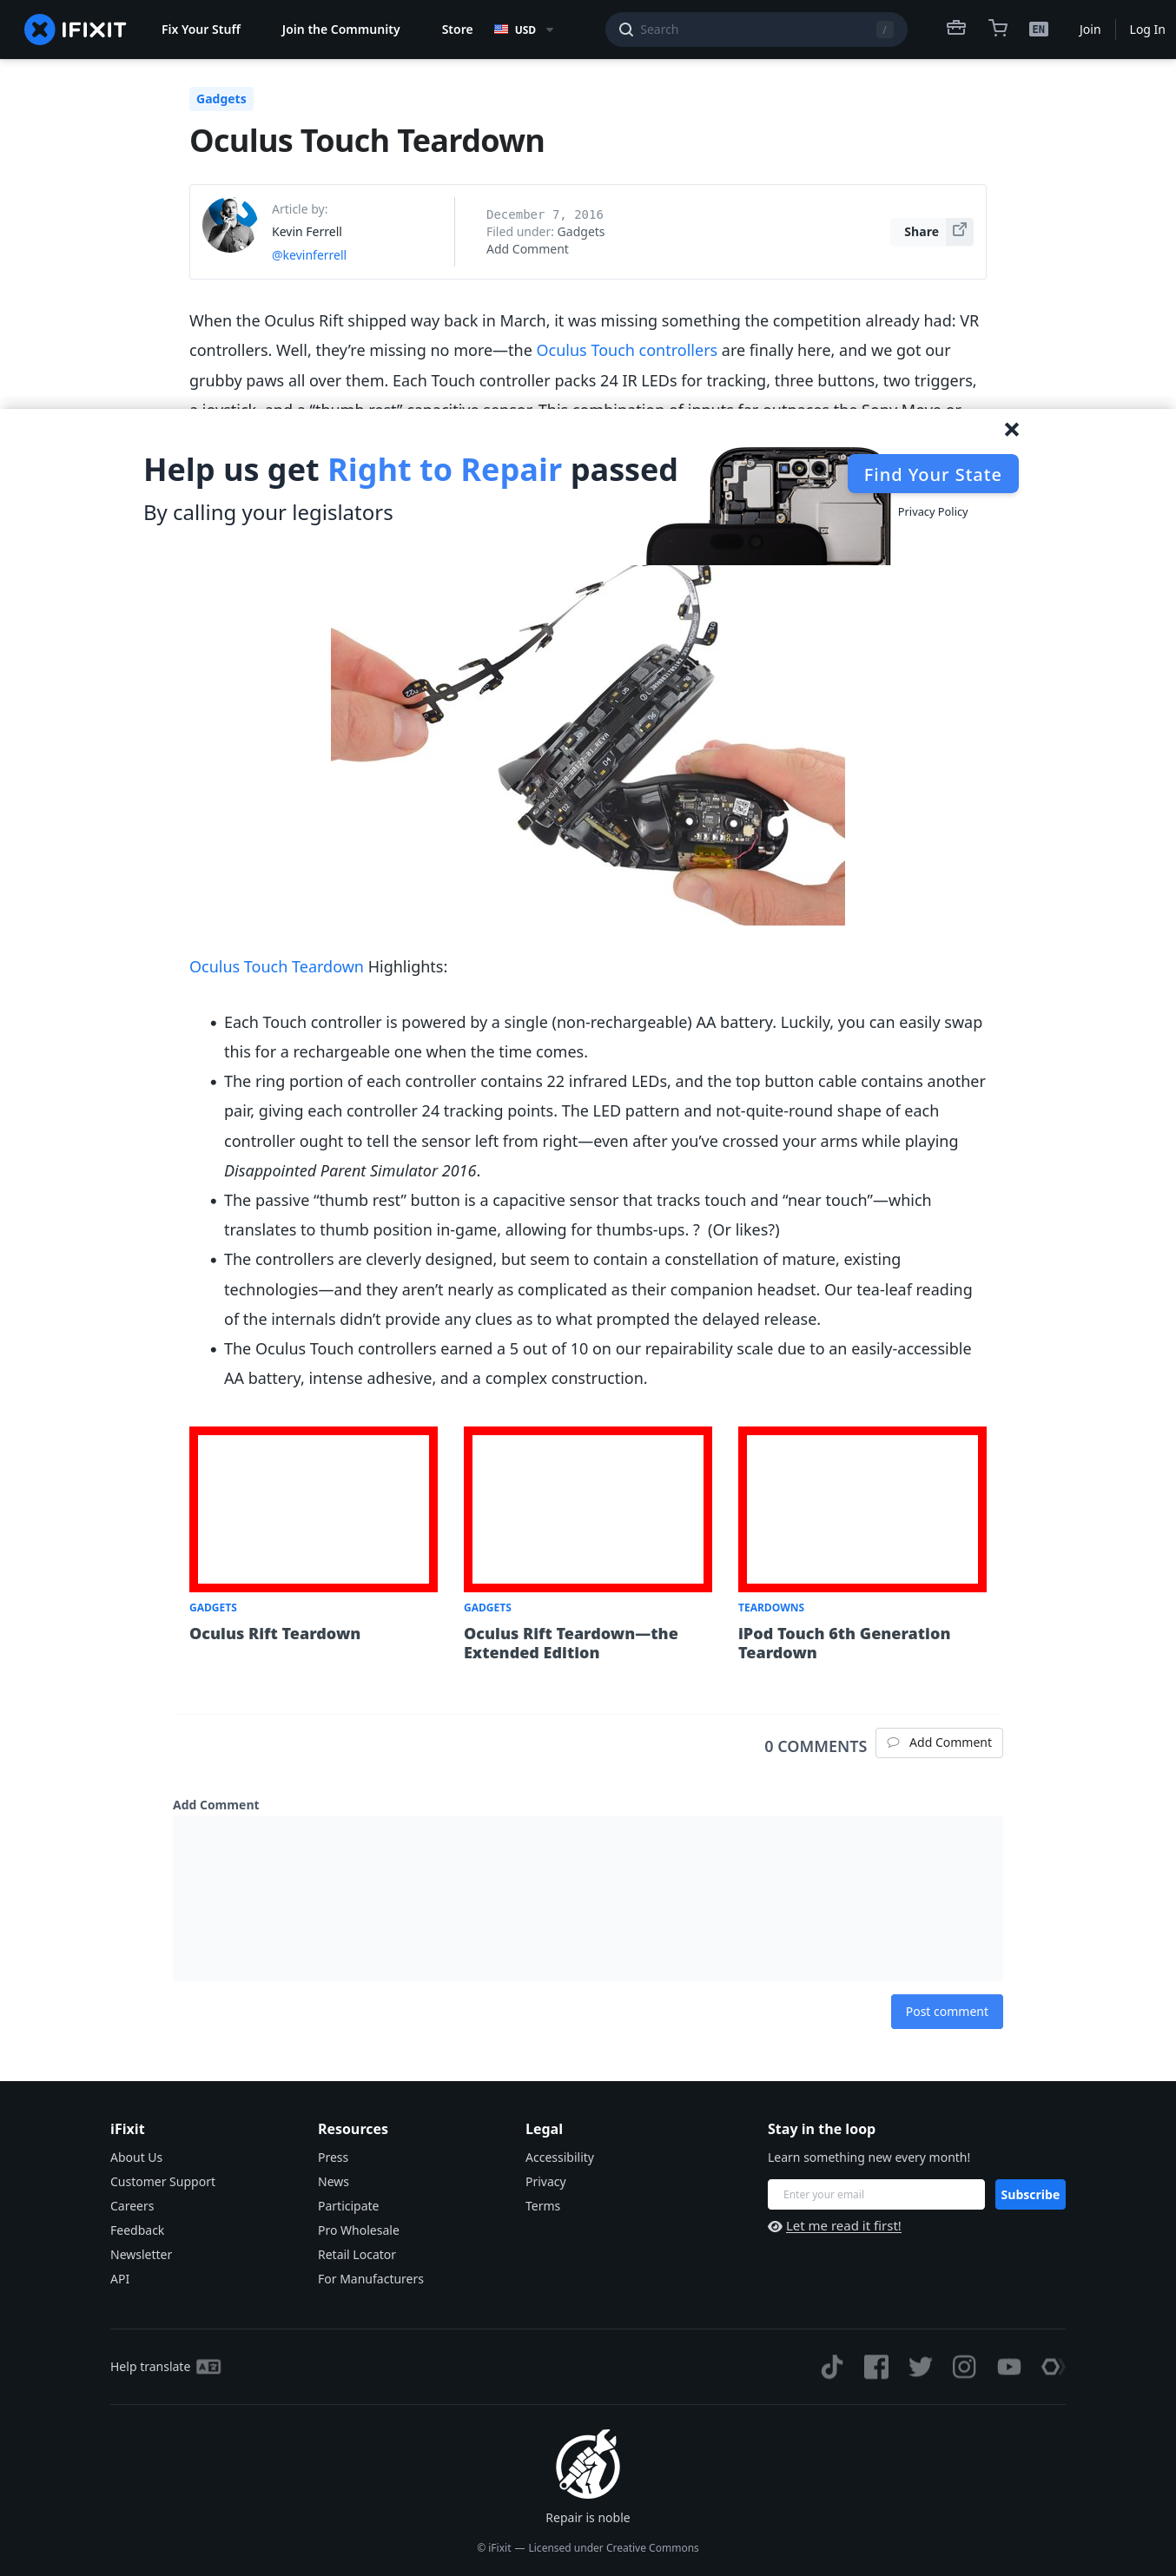 IFIXIT
Fix Your Stuff
Join the Community
Store
USD
Search
/
EN
Join
Log In
Gadgets
Oculus Touch Teardown
Article by:
Kevin Ferrell
@kevinferrell
December 7, 2016
Filed under: Gadgets
Add Comment
Share
When the Oculus Rift shipped way back in March, it was missing something the competition already had: VR
controllers. Well, they’re missing no more—the Oculus Touch controllers are finally here, and we got our
grubby paws all over them. Each Touch controller packs 24 IR LEDs for tracking, three buttons, two triggers,
a joystick, and a “thumb rest” capacitive sensor. This combination of inputs far outpaces the Sony Move or
Help us get Right to Repair passed
By calling your legislators
Find Your State
Privacy Policy
Oculus Touch Teardown Highlights:
• Each Touch controller is powered by a single (non-rechargeable) AA battery. Luckily, you can easily swap
this for a rechargeable one when the time comes.
• The ring portion of each controller contains 22 infrared LEDs, and the top button cable contains another
pair, giving each controller 24 tracking points. The LED pattern and not-quite-round shape of each
controller ought to tell the sensor left from right—even after you’ve crossed your arms while playing
Disappointed Parent Simulator 2016.
• The passive “thumb rest” button is a capacitive sensor that tracks touch and “near touch”—which
translates to thumb position in-game, allowing for thumbs-ups. ? (Or likes?)
• The controllers are cleverly designed, but seem to contain a constellation of mature, existing
technologies—and they aren’t nearly as complicated as their companion headset. Our tea-leaf reading
of the internals didn’t provide any clues as to what prompted the delayed release.
• The Oculus Touch controllers earned a 5 out of 10 on our repairability scale due to an easily-accessible
AA battery, intense adhesive, and a complex construction.
GADGETS
Oculus Rift Teardown
GADGETS
Oculus Rift Teardown—the
Extended Edition
TEARDOWNS
iPod Touch 6th Generation
Teardown
0 COMMENTS
Add Comment
Add Comment
Post comment
iFixit
About Us
Customer Support
Careers
Feedback
Newsletter
API
Resources
Press
News
Participate
Pro Wholesale
Retail Locator
For Manufacturers
Legal
Accessibility
Privacy
Terms
Stay in the loop
Learn something new every month!
Enter your email
Subscribe
Let me read it first!
Help translate
Repair is noble
© iFixit — Licensed under Creative Commons